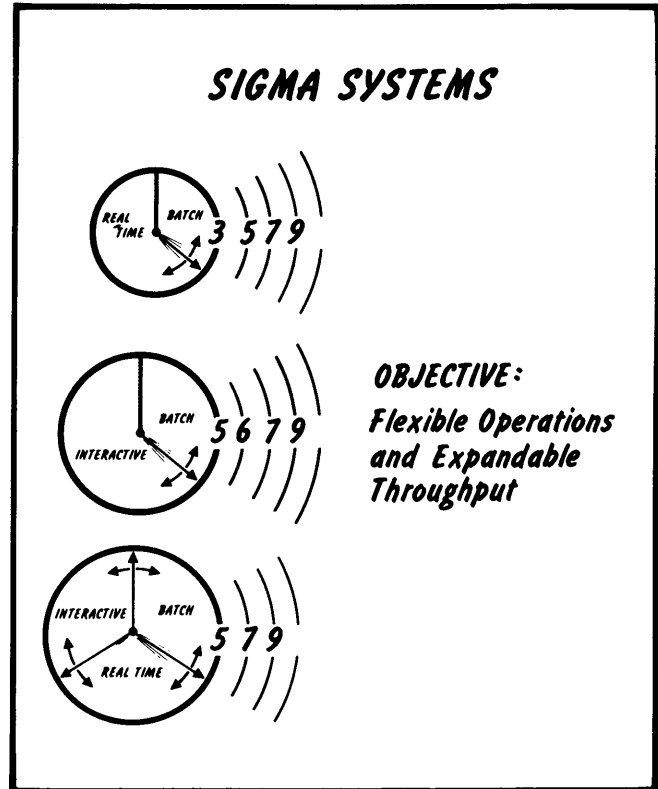 SIGMA SYSTEMS
REAL
TIME
BATCH
3 5 7 9
BATCH
INTERACTIVE
5 6 7 9
OBJECTIVE:
Flexible Operations
and Expandable
Throughput
INTERACTIVE
BATCH
REAL TIME
5 7 9